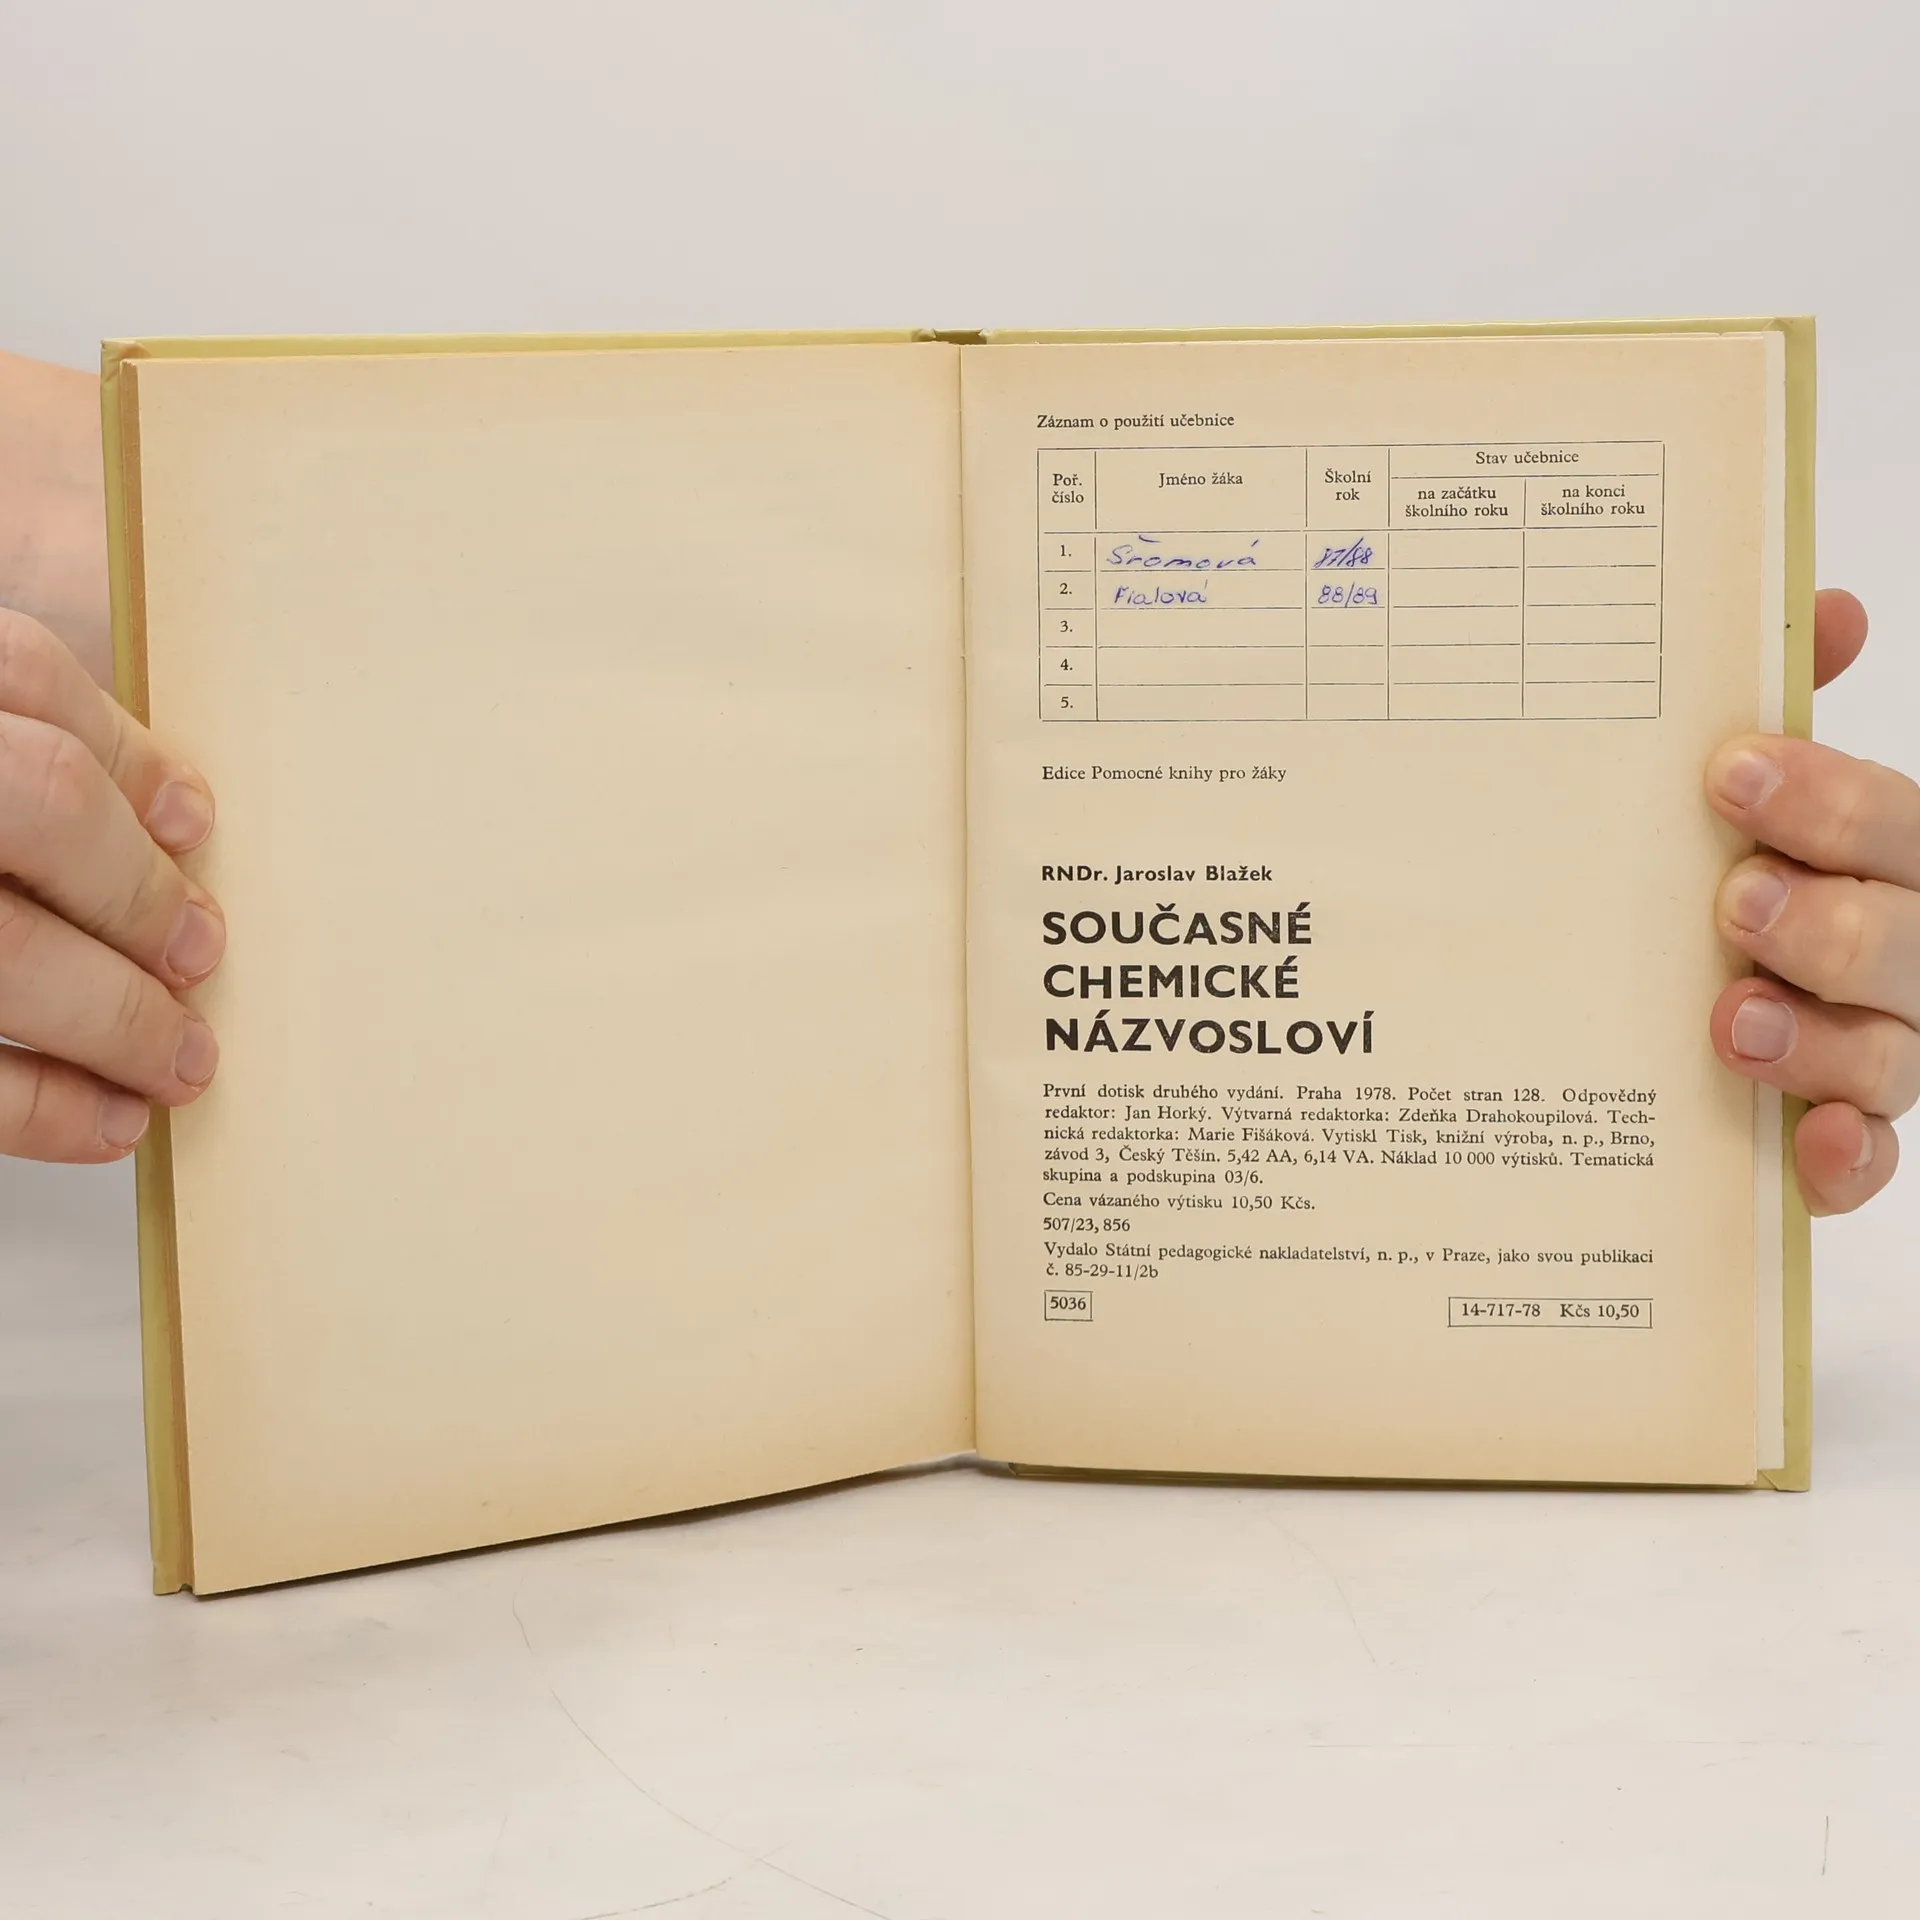 Záznam o použití učebnice
Poř. číslo
Jméno žáka
Školní rok
Stav učebnice
na začátku školního roku
na konci školního roku
1. Šromová 87/88
2. Fialová 88/89
3.
4.
5.
Edice Pomocné knihy pro žáky
RNDr. Jaroslav Blažek
SOUČASNÉ
CHEMICKÉ
NÁZVOSLOVÍ
První dotisk druhého vydání. Praha 1978. Počet stran 128. Odpovědný
redaktor: Jan Horký. Výtvarná redaktorka: Zdeňka Drahokoupilová. Tech-
nická redaktorka: Marie Fišáková. Vytiskl Tisk, knižní výroba, n. p., Brno,
závod 3, Český Těšín. 5,42 AA, 6,14 VA. Náklad 10 000 výtisků. Tematická
skupina a podskupina 03/6.
Cena vázaného výtisku 10,50 Kčs.
507/23, 856
Vydalo Státní pedagogické nakladatelství, n. p., v Praze, jako svou publikaci
č. 85-29-11/2b
5036
14-717-78 Kčs 10,50